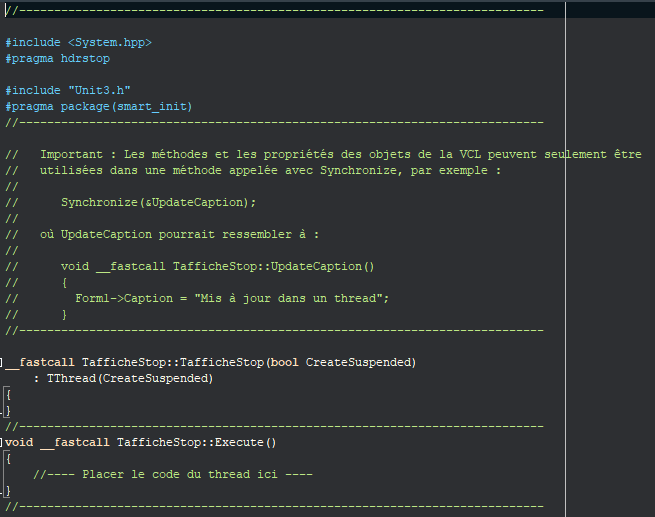 //---------------------------------------------------------------------------
#include <System.hpp>
#pragma hdrstop
#include "Unit3.h"
#pragma package(smart_init)
//---------------------------------------------------------------------------
//   Important : Les méthodes et les propriétés des objets de la VCL peuvent seulement être
//   utilisées dans une méthode appelée avec Synchronize, par exemple :
//
//      Synchronize(&UpdateCaption);
//
//   où UpdateCaption pourrait ressembler à :
//
//      void __fastcall TafficheStop::UpdateCaption()
//      {
//        Form1->Caption = "Mis à jour dans un thread";
//      }
//---------------------------------------------------------------------------
__fastcall TafficheStop::TafficheStop(bool CreateSuspended)
    : TThread(CreateSuspended)
{
}
//---------------------------------------------------------------------------
void __fastcall TafficheStop::Execute()
{
    //---- Placer le code du thread ici ----
}
//---------------------------------------------------------------------------